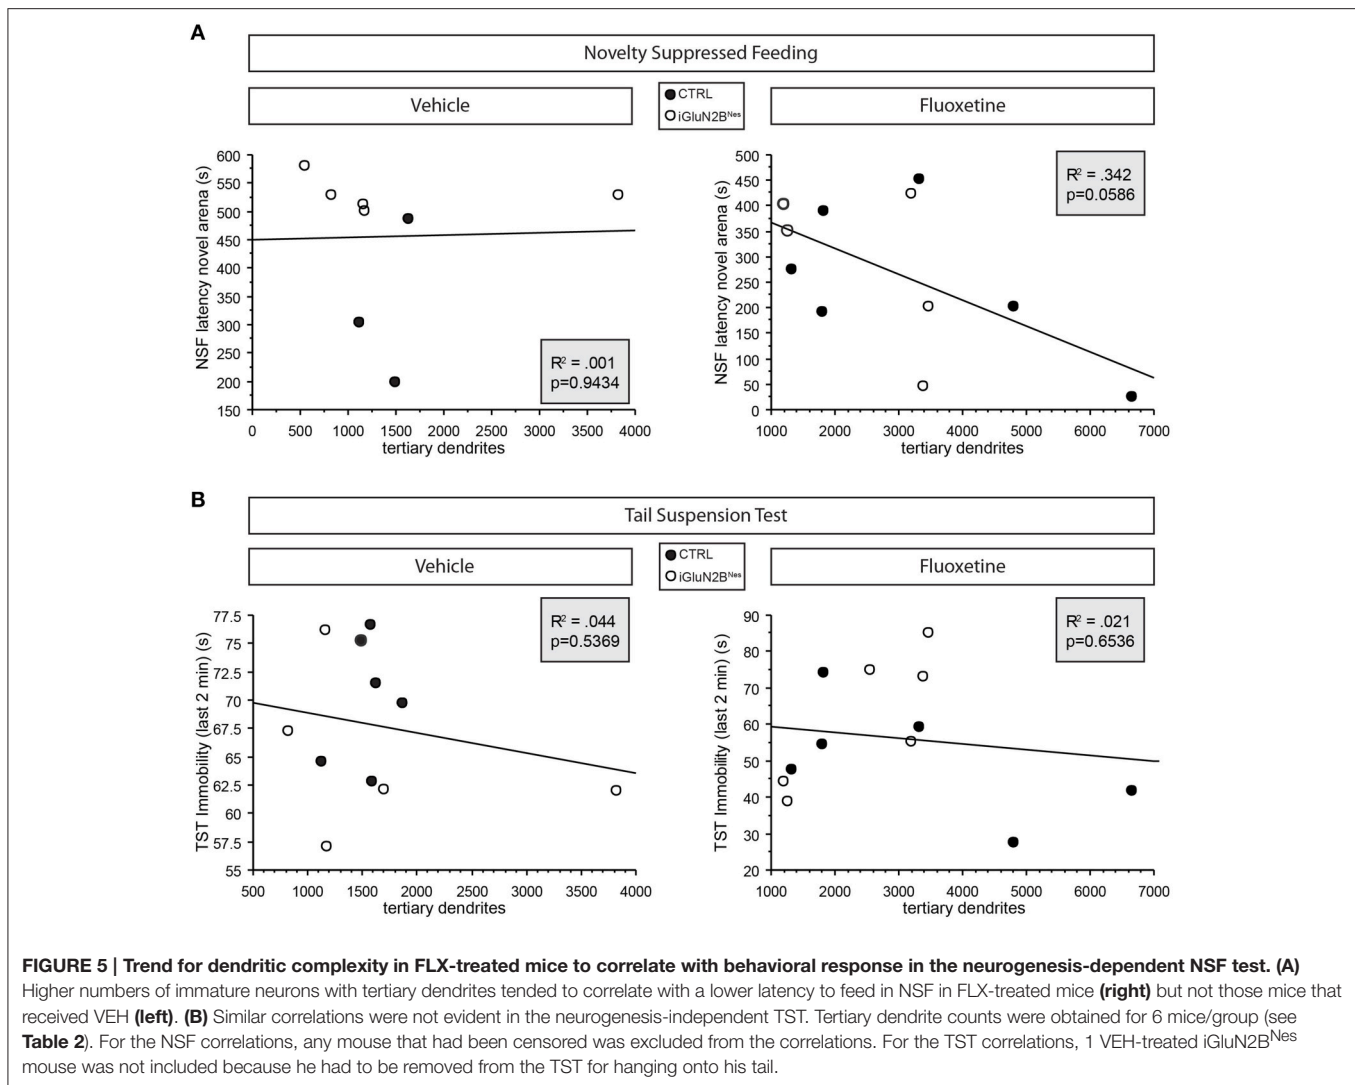 A
Novelty Suppressed Feeding
Vehicle
CTRL
iGluN2B^Nes
Fluoxetine
NSF latency novel arena (s)
600
550
500
450
400
350
300
250
200
150
R² = .001
p=0.9434
0 500 1000 1500 2000 2500 3000 3500 4000
tertiary dendrites
NSF latency novel arena (s)
500
450
400
350
300
250
200
150
100
50
0
R² = .342
p=0.0586
1000 2000 3000 4000 5000 6000 7000
tertiary dendrites
B
Tail Suspension Test
Vehicle
CTRL
iGluN2B^Nes
Fluoxetine
TST Immobility (last 2 min) (s)
77.5
75
72.5
70
67.5
65
62.5
60
57.5
55
R² = .044
p=0.5369
500 1000 1500 2000 2500 3000 3500 4000
tertiary dendrites
TST Immobility (last 2 min) (s)
90
80
70
60
50
40
30
20
R² = .021
p=0.6536
1000 2000 3000 4000 5000 6000 7000
tertiary dendrites
FIGURE 5 | Trend for dendritic complexity in FLX-treated mice to correlate with behavioral response in the neurogenesis-dependent NSF test. (A)
Higher numbers of immature neurons with tertiary dendrites tended to correlate with a lower latency to feed in NSF in FLX-treated mice (right) but not those mice that
received VEH (left). (B) Similar correlations were not evident in the neurogenesis-independent TST. Tertiary dendrite counts were obtained for 6 mice/group (see
Table 2). For the NSF correlations, any mouse that had been censored was excluded from the correlations. For the TST correlations, 1 VEH-treated iGluN2B^Nes
mouse was not included because he had to be removed from the TST for hanging onto his tail.